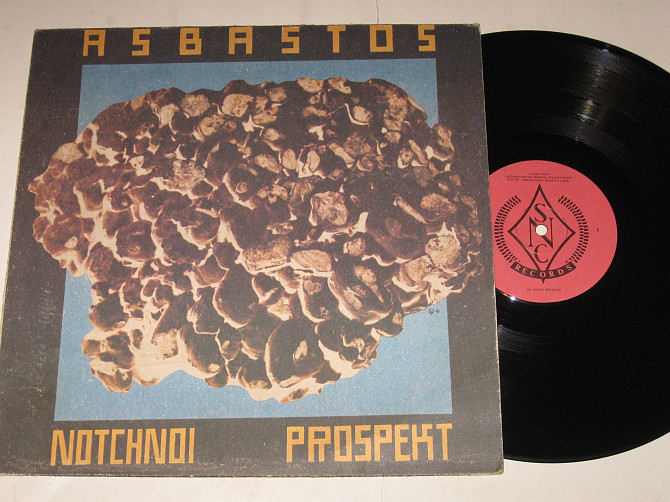 ASBASTOS
NOTCHNOI PROSPEKT
SNC
RECORDS